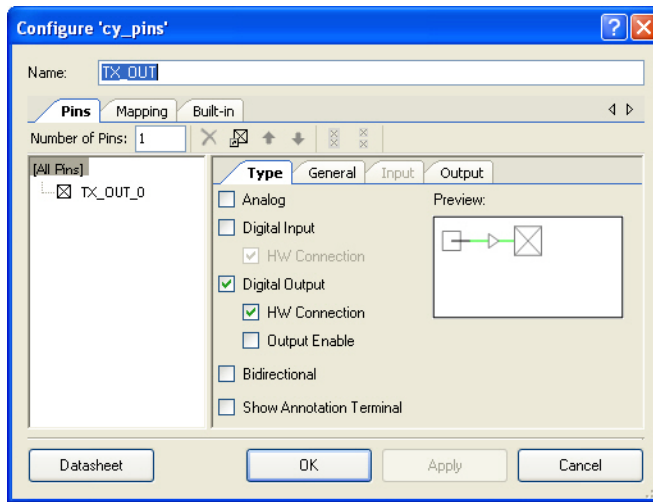 Configure 'cy_pins'
Name: TX_OUT
Pins Mapping Built-in
Number of Pins: 1
[All Pins]
TX_OUT_0
Type General Input Output
Analog
Preview:
Digital Input
HW Connection
Digital Output
HW Connection
Output Enable
Bidirectional
Show Annotation Terminal
Datasheet OK Apply Cancel